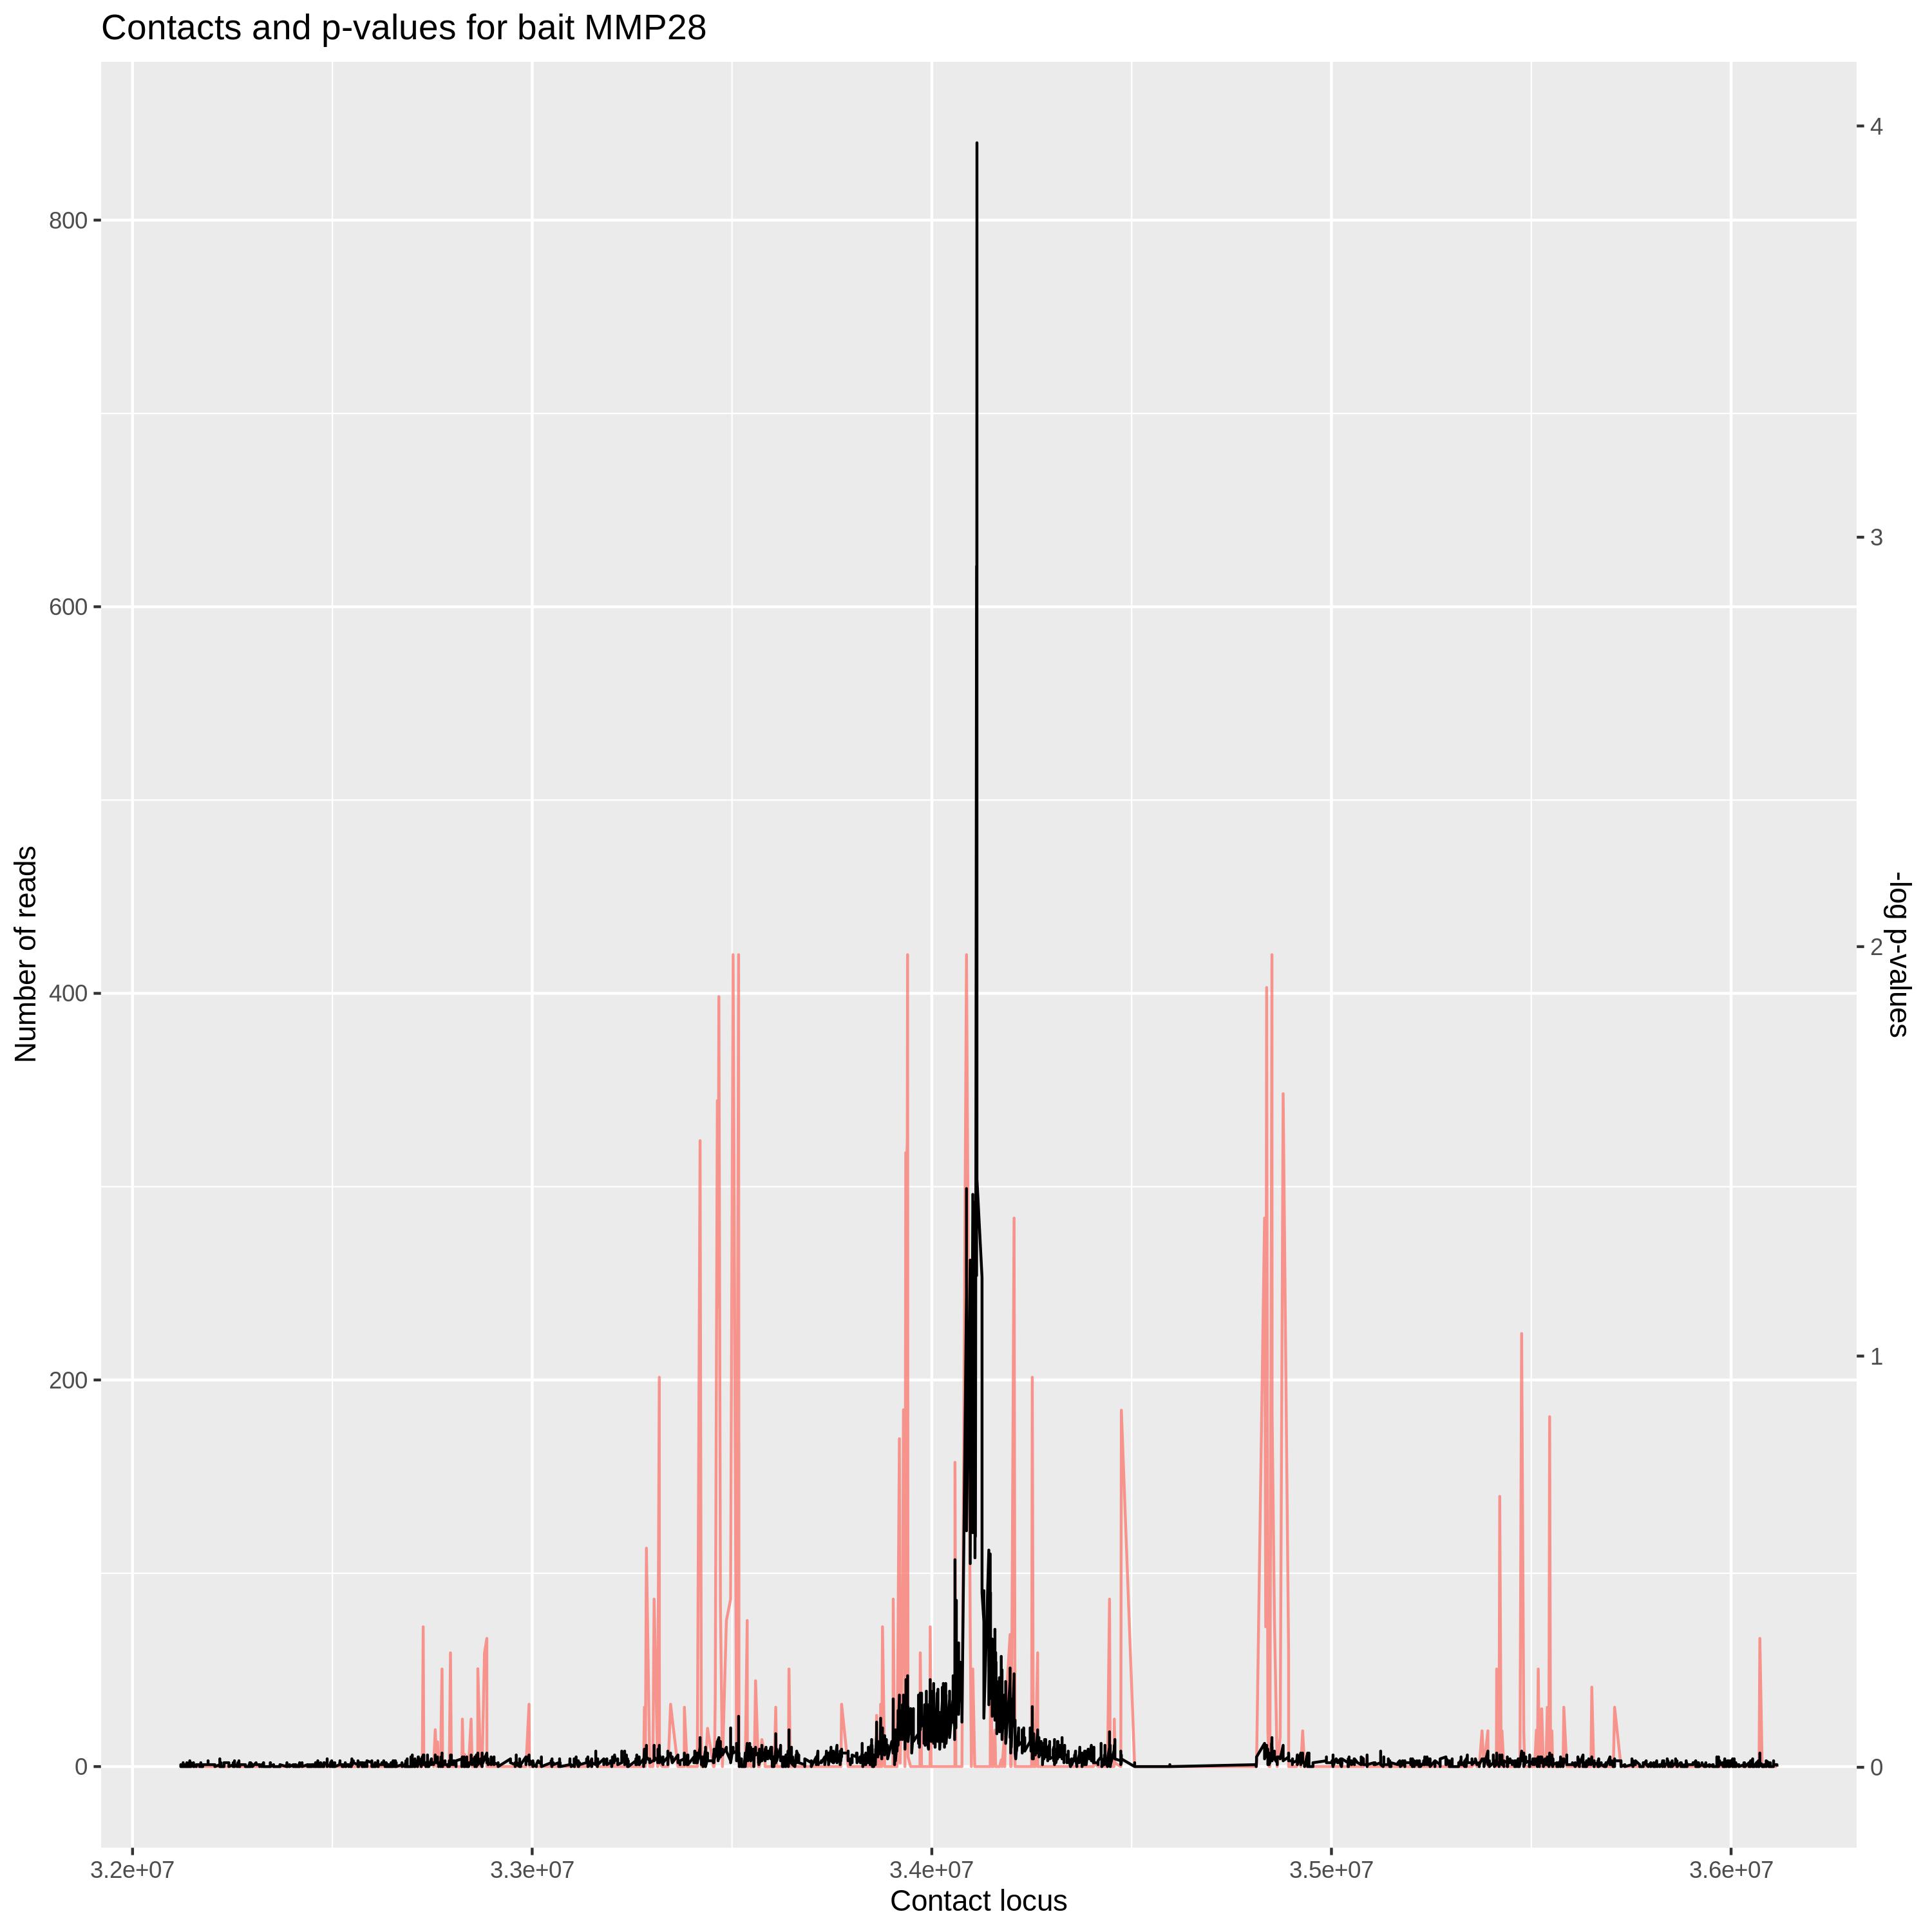 Contacts and p-values for bait MMP28
Number of reads
800
600
400
200
0
4
3
2
1
0
-log p-values
3.2e+07
3.3e+07
3.4e+07
3.5e+07
3.6e+07
Contact locus